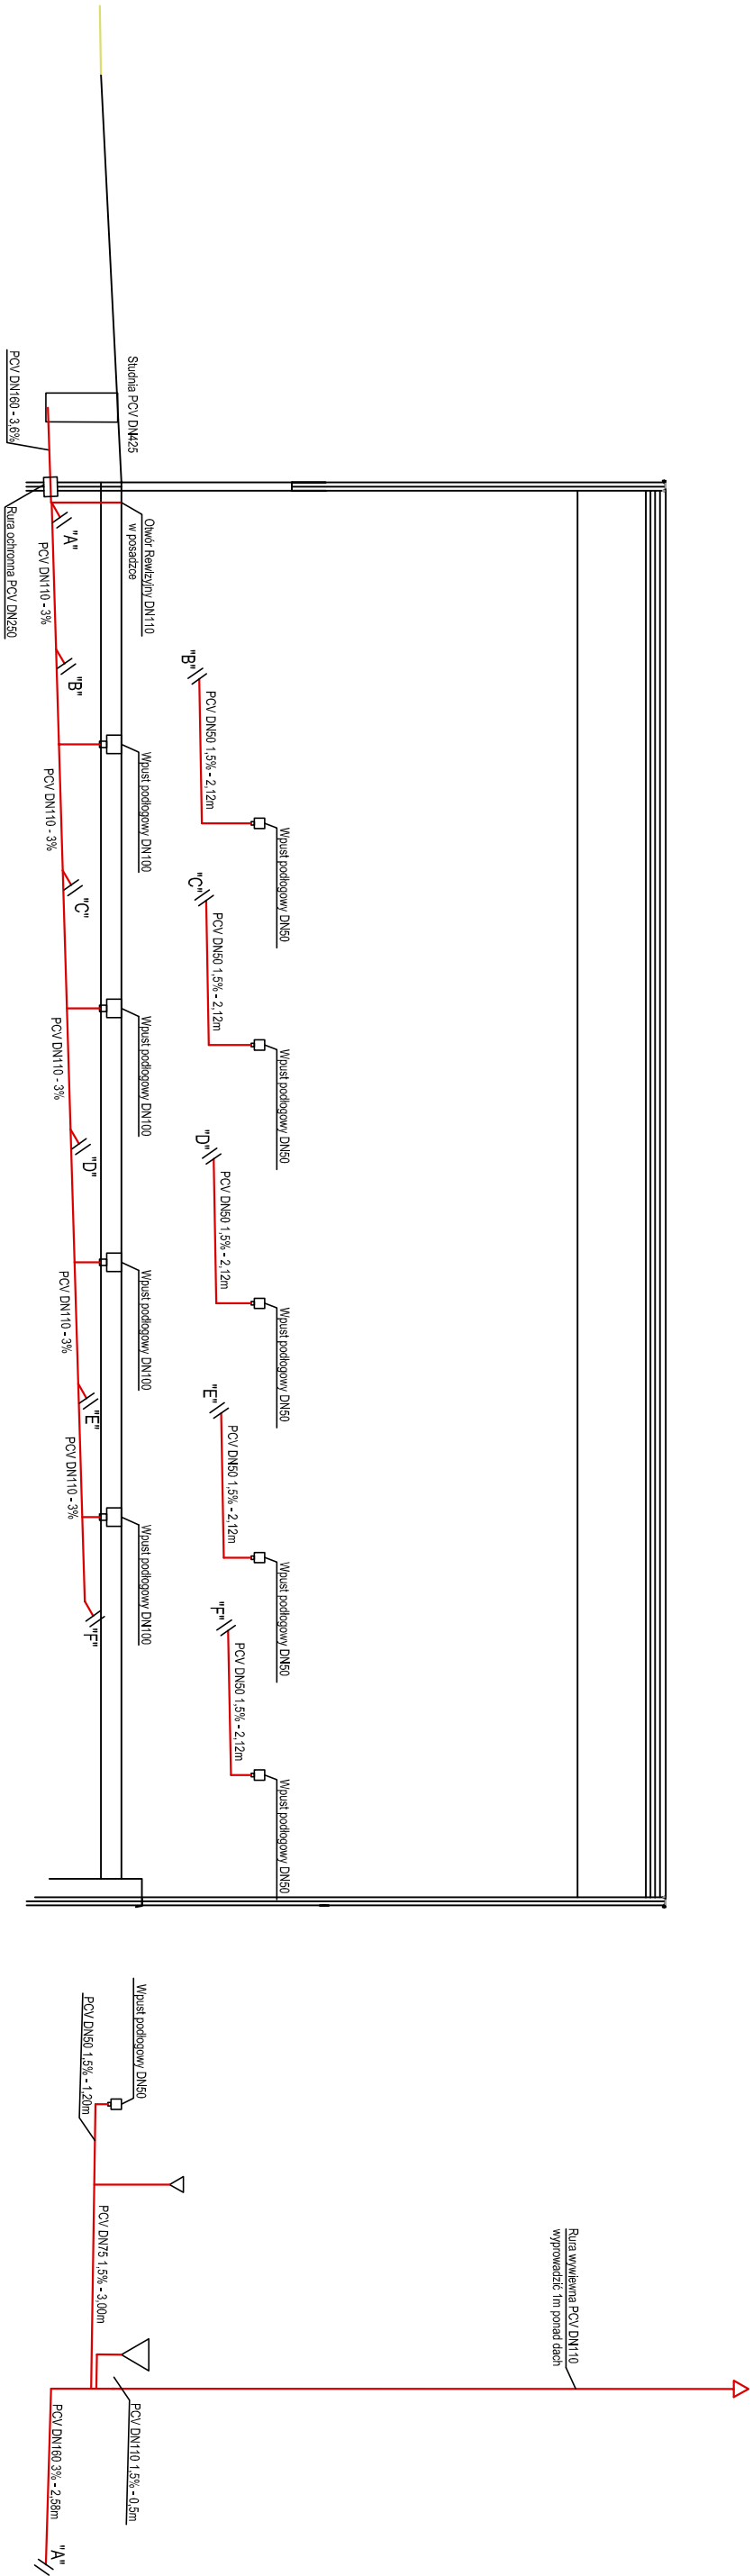 Studnia PCV DN425
PCV DN160 - 3,6%
Rura ochronna PCV DN250
Otwór Rewizyjny DN110
w posadzce
"A"
PCV DN110 - 3%
"B"
Wpust podłogowy DN100
PCV DN110 - 3%
"C"
Wpust podłogowy DN100
PCV DN110 - 3%
"D"
Wpust podłogowy DN100
PCV DN110 - 3%
"E"
PCV DN110 - 3%
Wpust podłogowy DN100
"F"
"B"
PCV DN50 1,5% - 2,12m
Wpust podłogowy DN50
"C"
PCV DN50 1,5% - 2,12m
Wpust podłogowy DN50
"D"
PCV DN50 1,5% - 2,12m
Wpust podłogowy DN50
"E"
PCV DN50 1,5% - 2,12m
Wpust podłogowy DN50
"F"
PCV DN50 1,5% - 2,12m
Wpust podłogowy DN50
Wpust podłogowy DN50
PCV DN50 1,5% - 1,20m
PCV DN75 1,5% - 3,00m
Rura wywiewna PCV DN110
wyprowadzić 1m ponad dach
PCV DN110 1,5% - 0,5m
PCV DN160 3% - 2,58m
"A"